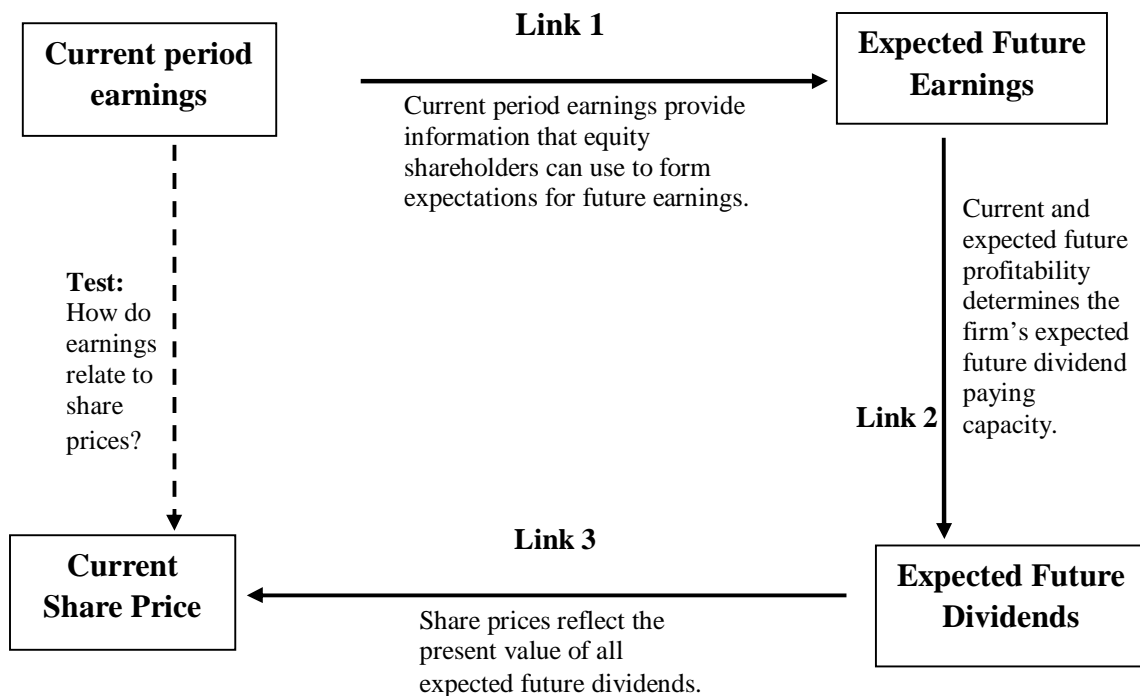 Current period
earnings
Link 1
Expected Future
Earnings
Current period earnings provide
information that equity
shareholders can use to form
expectations for future earnings.
Current and
expected future
profitability
determines the
firm’s expected
future dividend
paying
capacity.
Link 2
Test:
How do
earnings
relate to
share
prices?
Current
Share Price
Link 3
Expected Future
Dividends
Share prices reflect the
present value of all
expected future dividends.